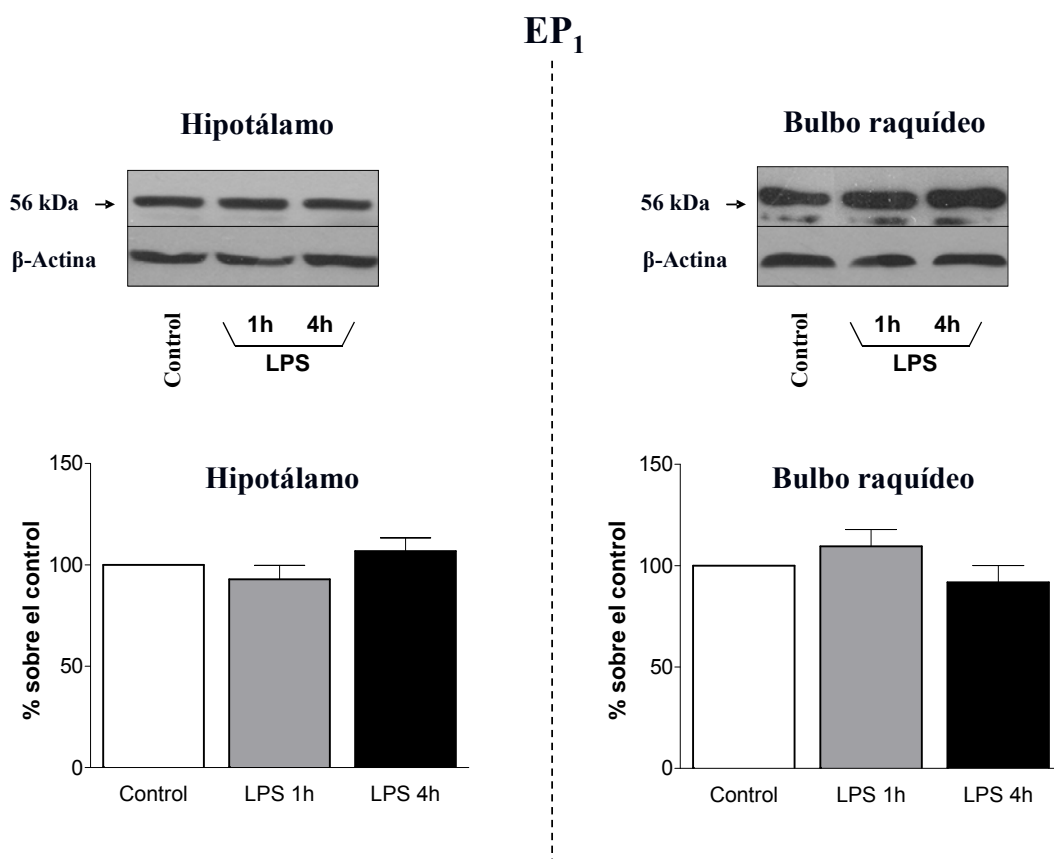 EP1
Hipotálamo
56 kDa →
β-Actina
Control
1h 4h
LPS
Bulbo raquídeo
56 kDa →
β-Actina
Control
1h 4h
LPS
Hipotálamo
% sobre el control
150
100
50
0
Control LPS 1h LPS 4h
Bulbo raquídeo
% sobre el control
150
100
50
0
Control LPS 1h LPS 4h